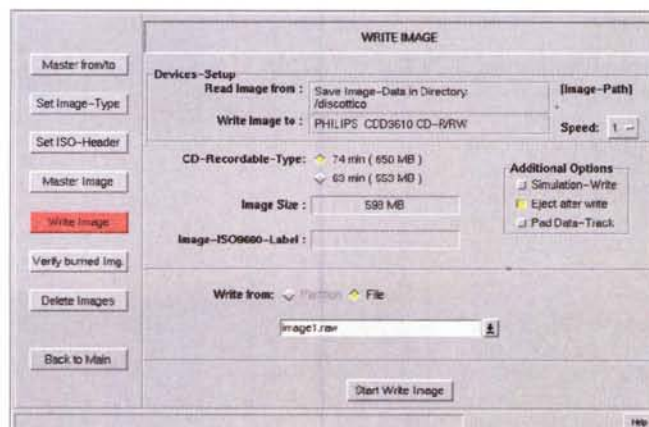 WRITE IMAGE
Master from/to
Set Image-Type
Set ISO-Header
Master Image
Write Image
Verify burned Img.
Delete Images
Back to Main
Devices-Setup
Read Image from : Save Image-Data in Directory /discottico [Image-Path]
Write Image to : PHILIPS CDD3610 CD-R/RW Speed: 1
CD-Recordable-Type: 74 min ( 650 MB )
63 min ( 553 MB )
Image Size : 598 MB
Image-ISO9660-Label :
Additional Options
Simulation-Write
Eject after write
Pad Data-Track
Write from: Partition File
image1.raw
Start Write Image
Help